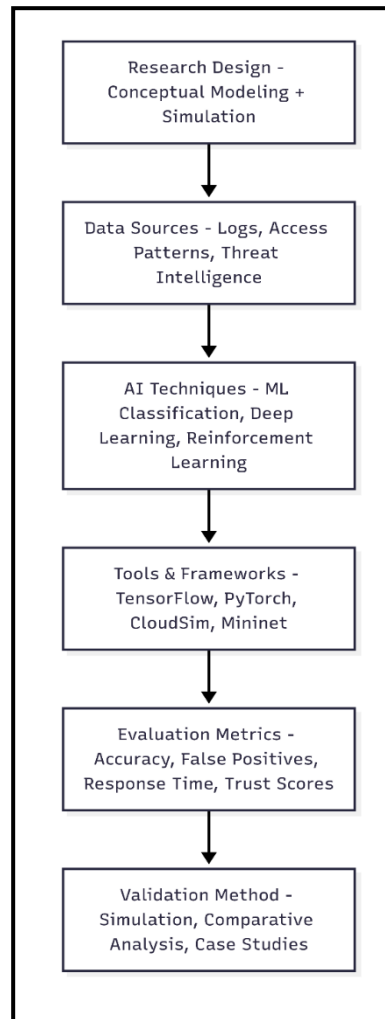 Research Design -
Conceptual Modeling +
Simulation
Data Sources - Logs, Access
Patterns, Threat
Intelligence
AI Techniques - ML
Classification, Deep
Learning, Reinforcement
Learning
Tools & Frameworks -
TensorFlow, PyTorch,
CloudSim, Mininet
Evaluation Metrics -
Accuracy, False Positives,
Response Time, Trust Scores
Validation Method -
Simulation, Comparative
Analysis, Case Studies